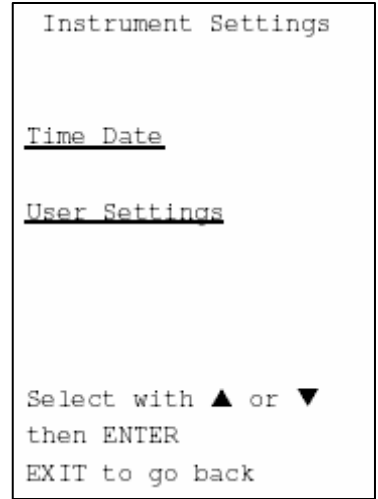 Instrument Settings
Time Date
User Settings
Select with ▲ or ▼
then ENTER
EXIT to go back